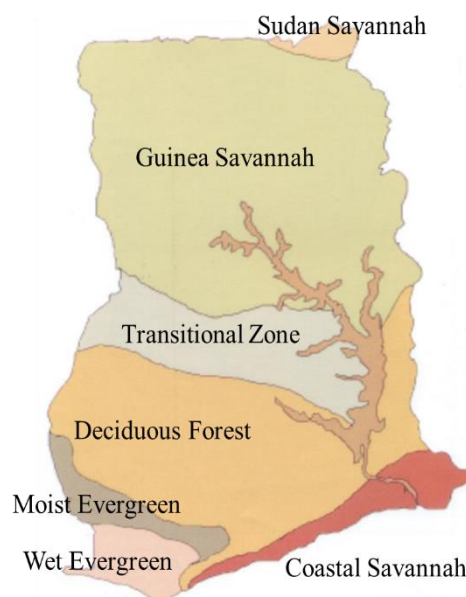 Sudan Savannah
Guinea Savannah
Transitional Zone
Deciduous Forest
Moist Evergreen
Wet Evergreen
Coastal Savannah